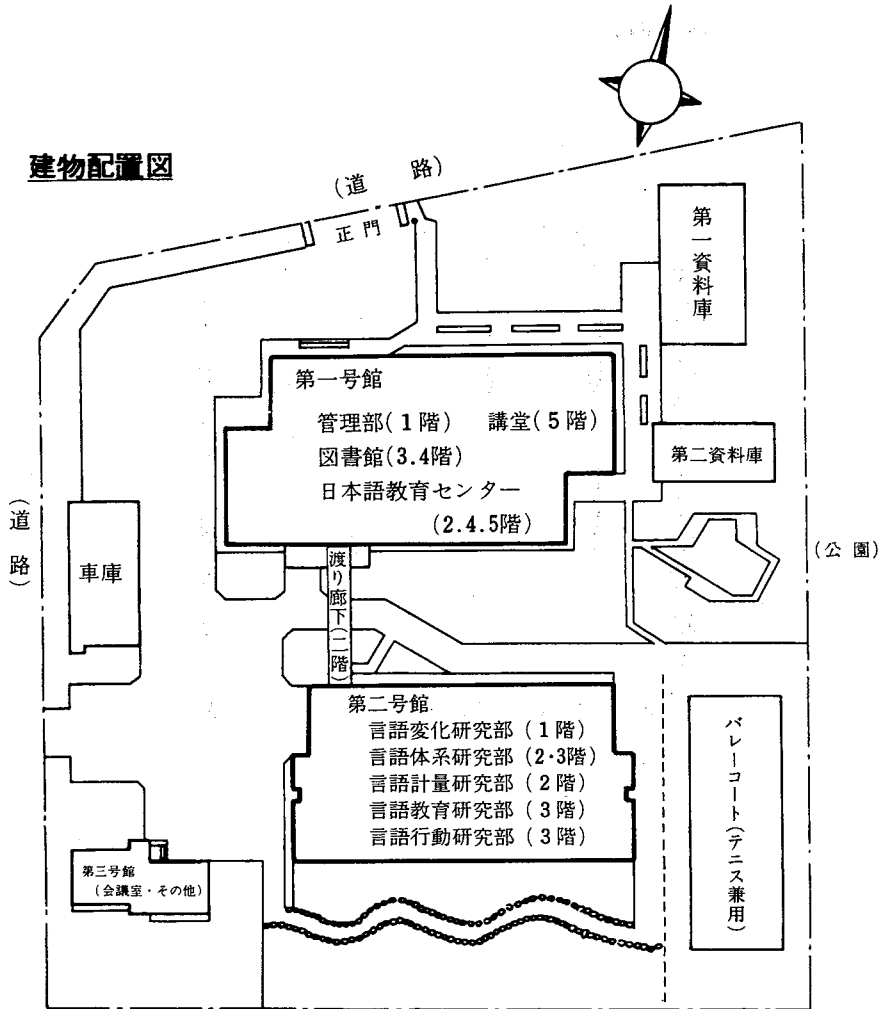 建物配置図
(道 路)
正門
第一資料庫
第一号館
管理部(1階) 講堂(5階)
図書館(3.4階)
日本語教育センター
(2.4.5階)
第二資料庫
(道路)
車庫
渡り廊下(二階)
(公園)
第二号館
言語変化研究部(1階)
言語体系研究部(2・3階)
言語計量研究部(2階)
言語教育研究部(3階)
言語行動研究部(3階)
バレーコート(テニス兼用)
第三号館
(会議室・その他)